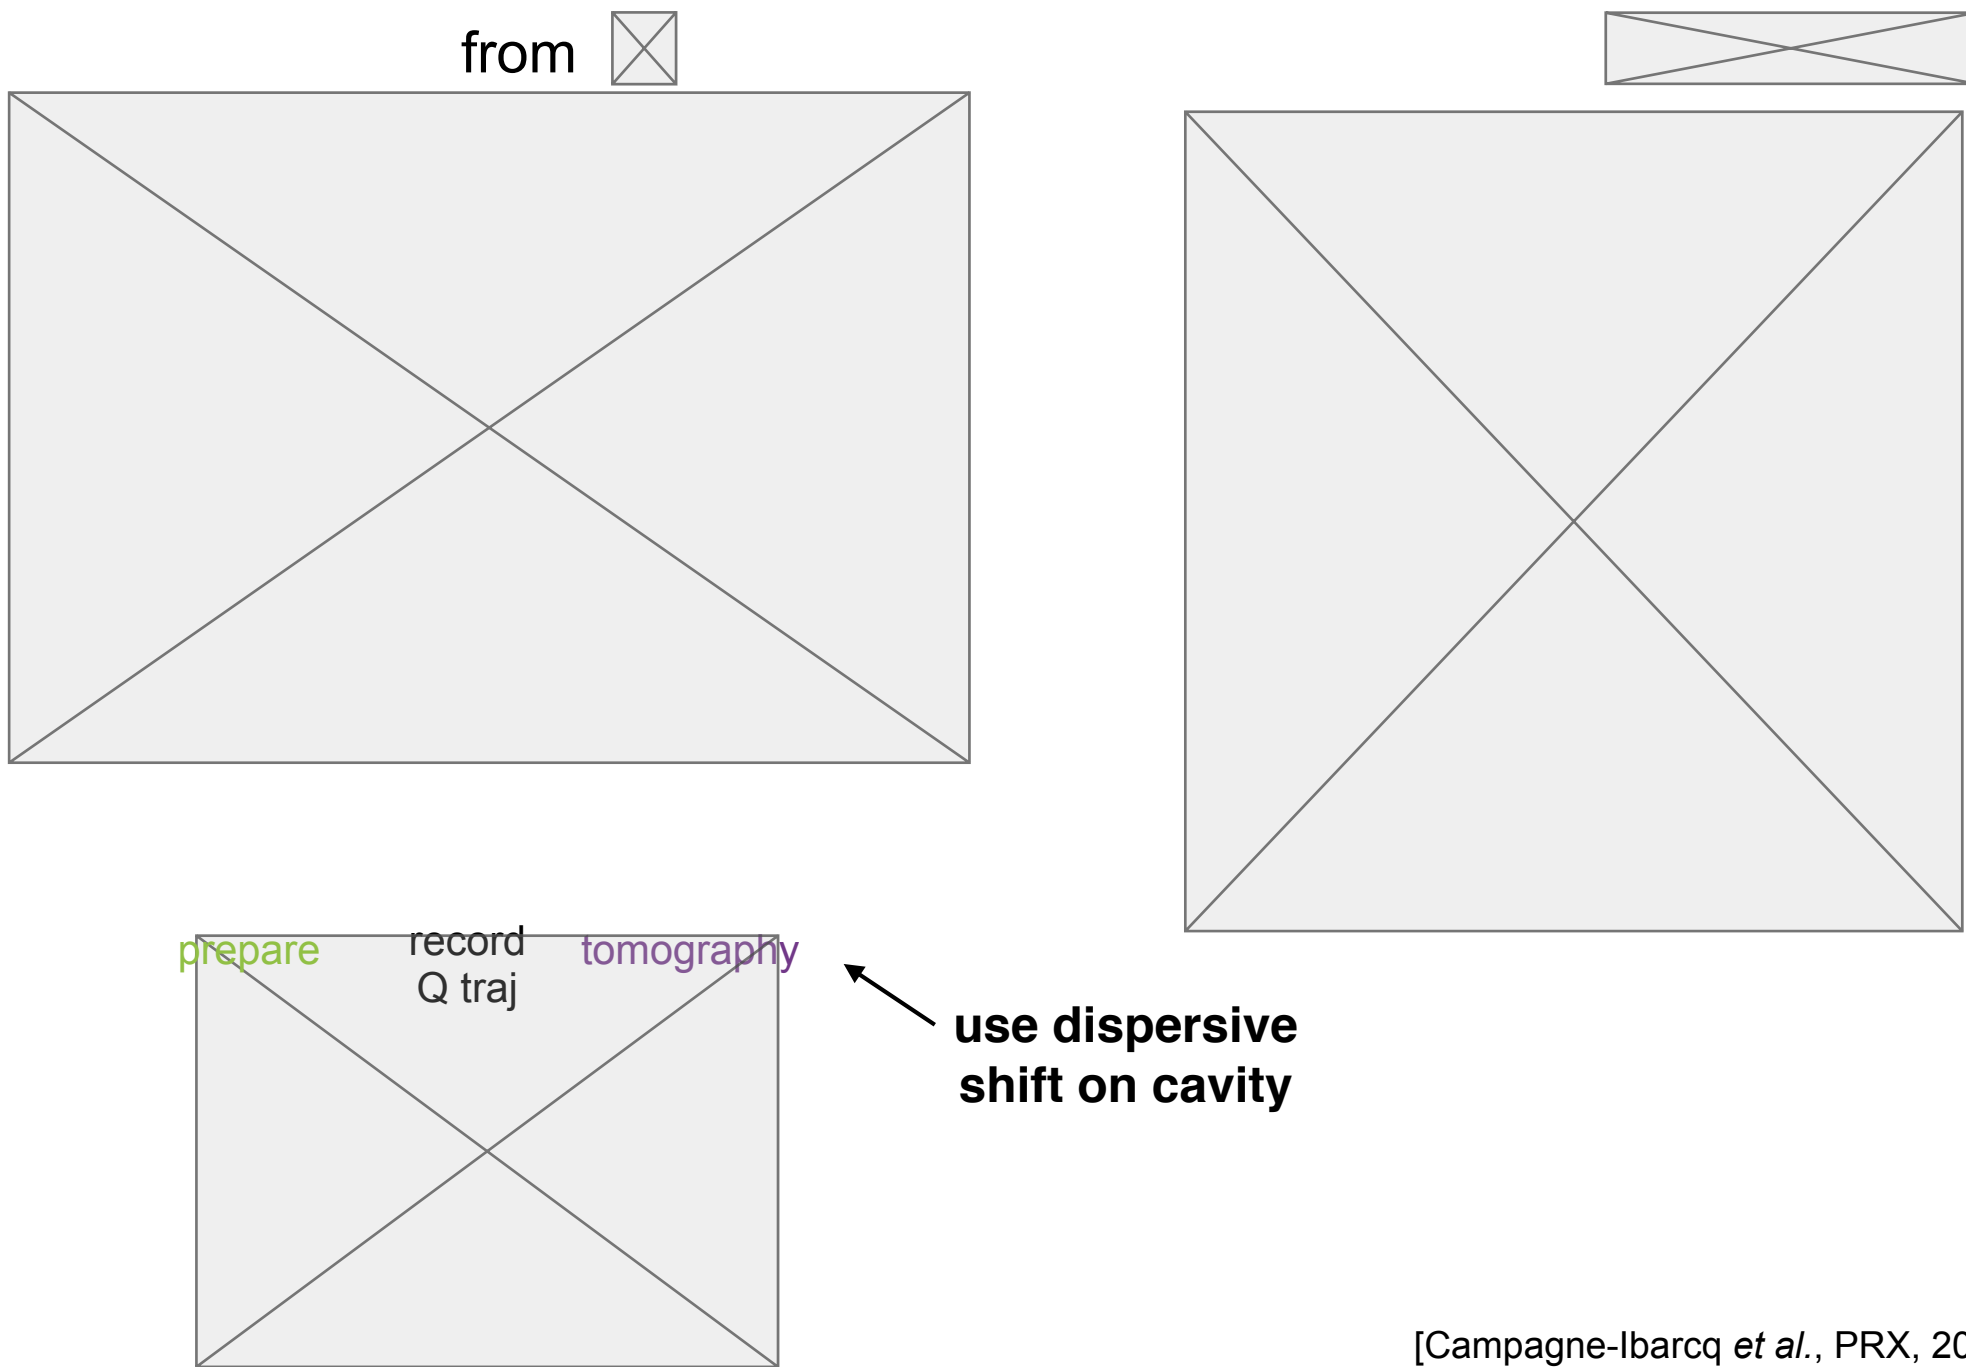 from
prepare
record
Q traj
tomography
use dispersive
shift on cavity
[Campagne-Ibarcq et al., PRX, 20